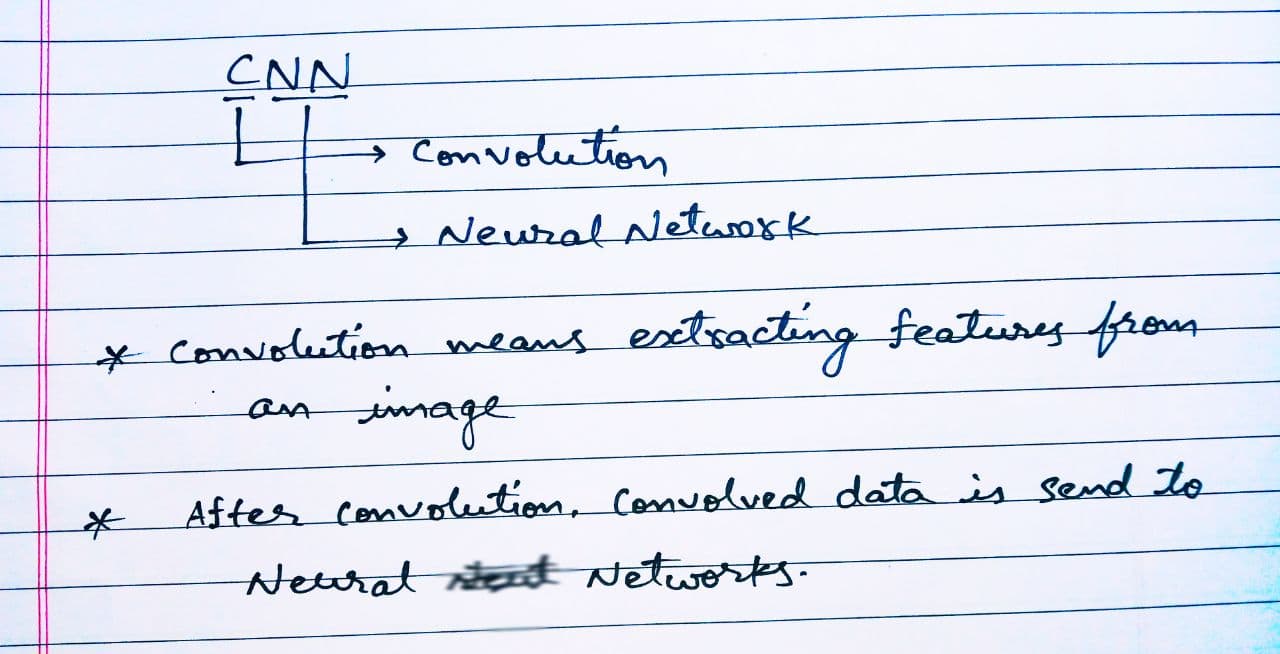 CNN
→ Convolution
→ Neural Network
* Convolution means extracting features from
an image
* After convolution, Convolved data is send to
Neural Networks.